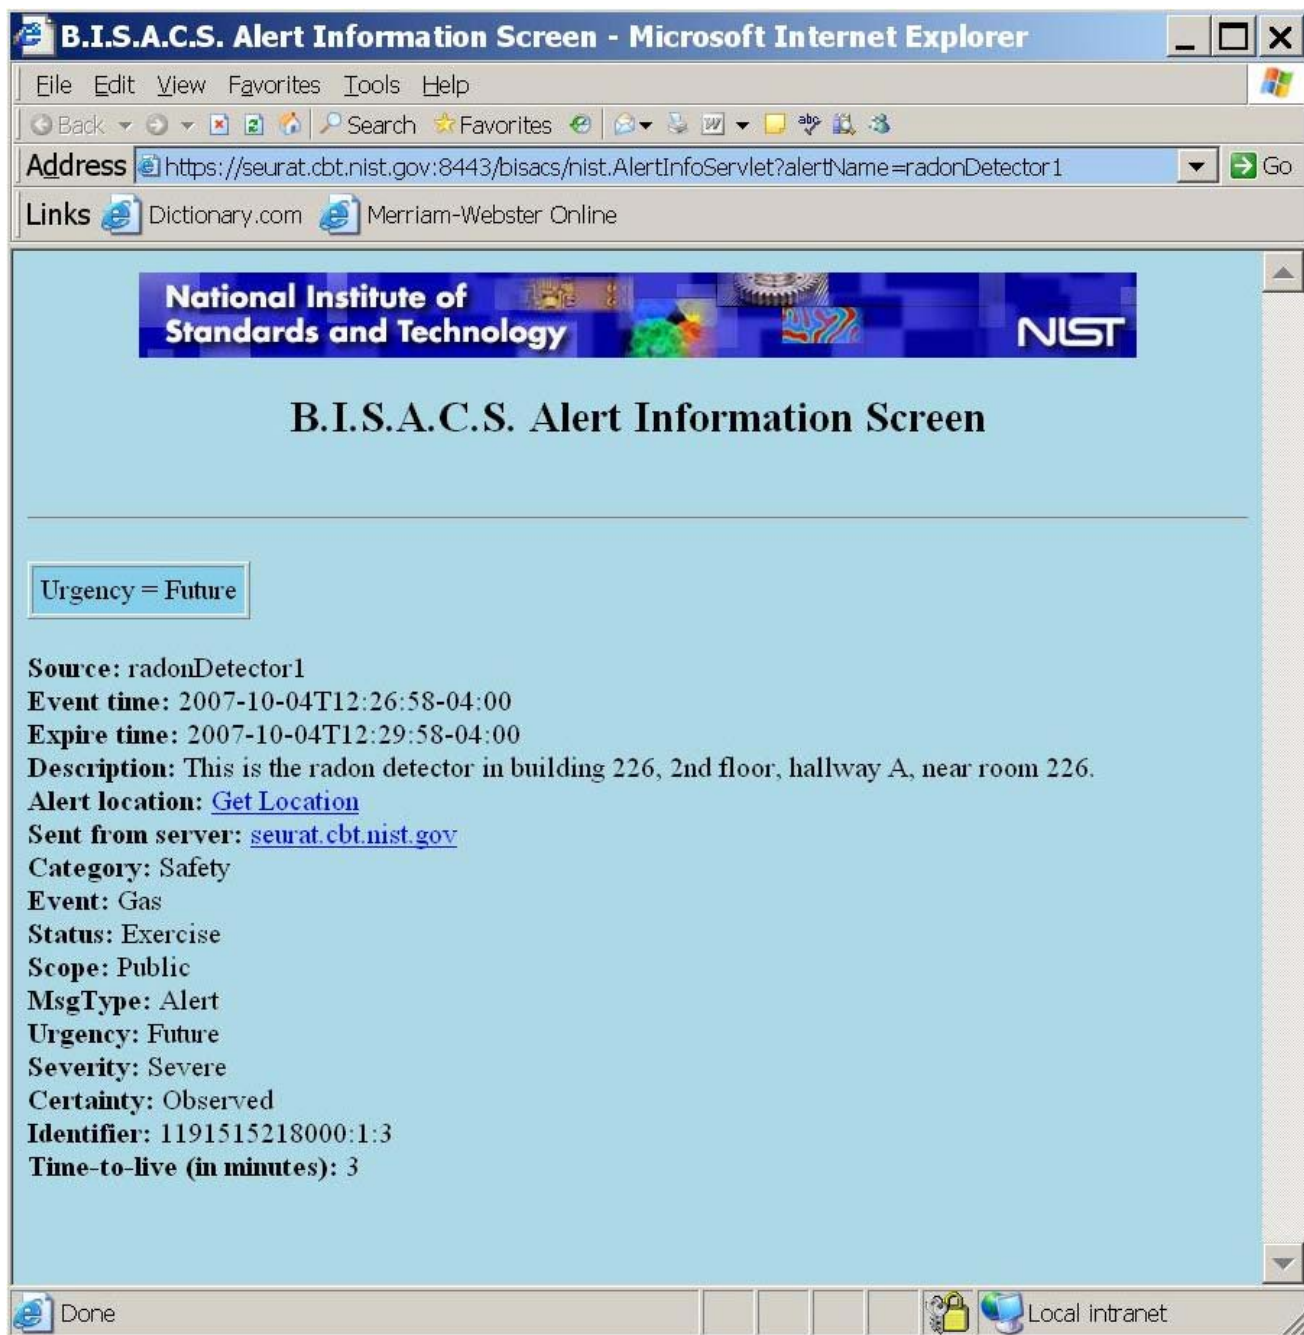 B.I.S.A.C.S. Alert Information Screen - Microsoft Internet Explorer
File Edit View Favorites Tools Help
Back Search Favorites
Address https://seurat.cbt.nist.gov:8443/bisacs/nist.AlertInfoServlet?alertName=radonDetector1 Go
Links Dictionary.com Merriam-Webster Online
National Institute of
Standards and Technology
NIST
B.I.S.A.C.S. Alert Information Screen
Urgency = Future
Source: radonDetector1
Event time: 2007-10-04T12:26:58-04:00
Expire time: 2007-10-04T12:29:58-04:00
Description: This is the radon detector in building 226, 2nd floor, hallway A, near room 226.
Alert location: Get Location
Sent from server: seurat.cbt.nist.gov
Category: Safety
Event: Gas
Status: Exercise
Scope: Public
MsgType: Alert
Urgency: Future
Severity: Severe
Certainty: Observed
Identifier: 1191515218000:1:3
Time-to-live (in minutes): 3
Done Local intranet